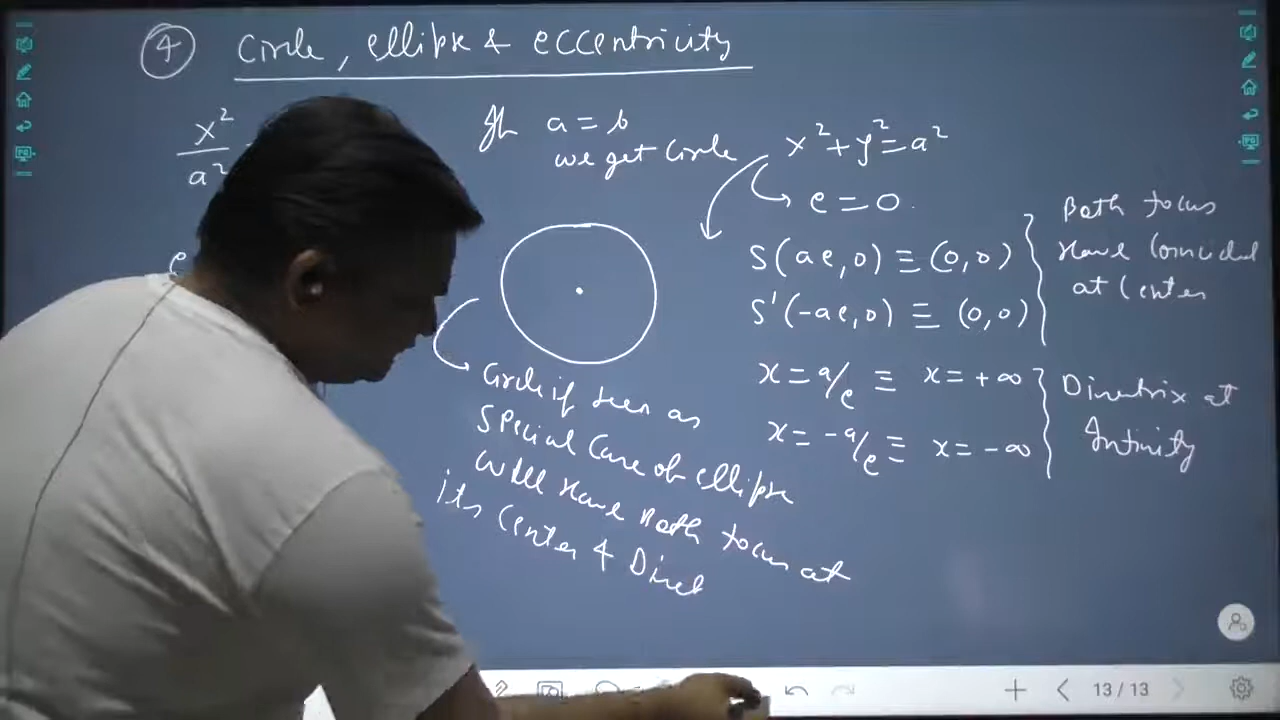 4 Circle, ellipse & eccentricity
x²/a²
If a = b
we get Circle
x² + y² = a²
e = 0.
S(ae, 0) ≡ (0, 0)
S'(-ae, 0) ≡ (0, 0)
Both focus
Have Coincided
at Center
x = a/e ≡ x = +∞
x = -a/e ≡ x = -∞
Directrix at
Infinity
e
Circle if seen as
Special Case of ellipse
will Have Both focus at
its Center & Direct
13 / 13